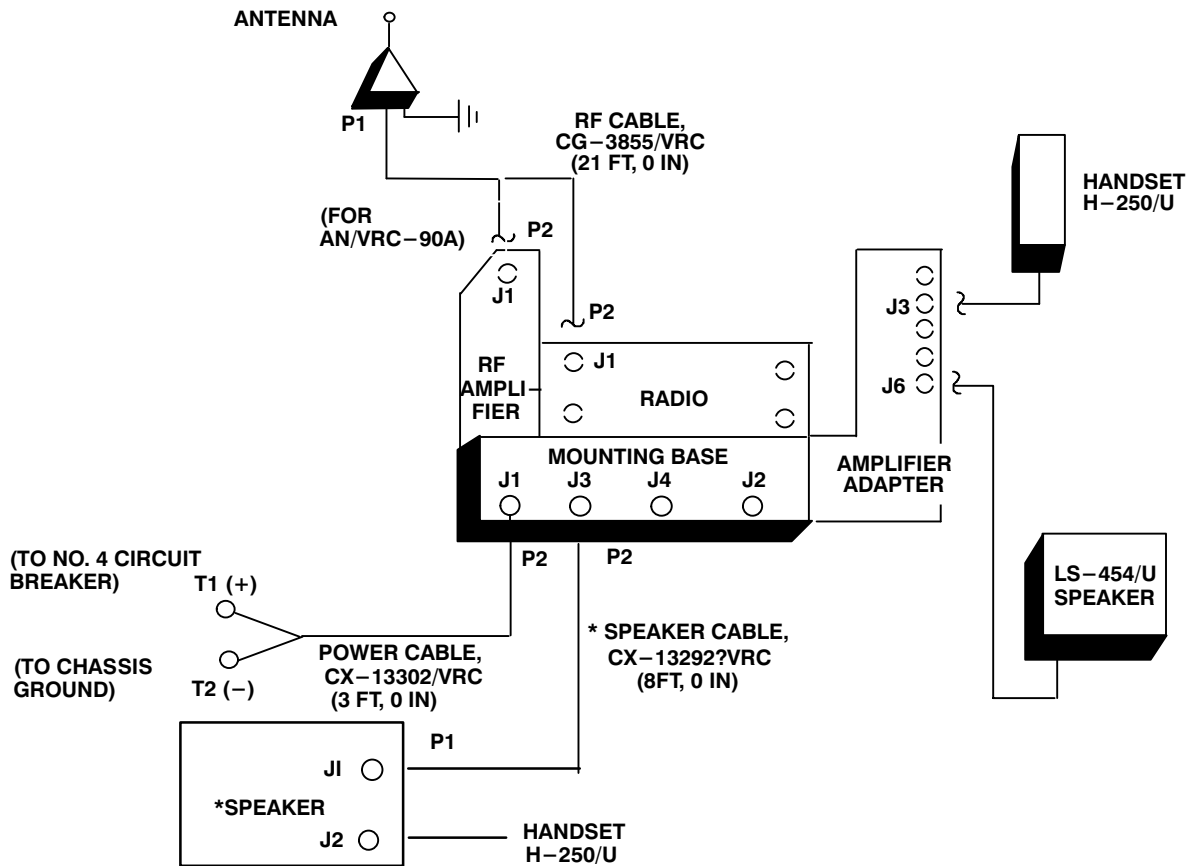 ANTENNA
P1
RF CABLE,
CG−3855/VRC
(21 FT, 0 IN)
HANDSET
H−250/U
(FOR
AN/VRC−90A)
P2
J1
P2
J3
J1
RF
AMPLI
FIER
RADIO
J6
MOUNTING BASE
J1
J3
J4
J2
AMPLIFIER
ADAPTER
P2
P2
(TO NO. 4 CIRCUIT
BREAKER)
T1 (+)
LS−454/U
SPEAKER
* SPEAKER CABLE,
CX−13292?VRC
(8FT, 0 IN)
(TO CHASSIS
GROUND)
T2 (−)
POWER CABLE,
CX−13302/VRC
(3 FT, 0 IN)
P1
JI
*SPEAKER
J2
HANDSET
H−250/U